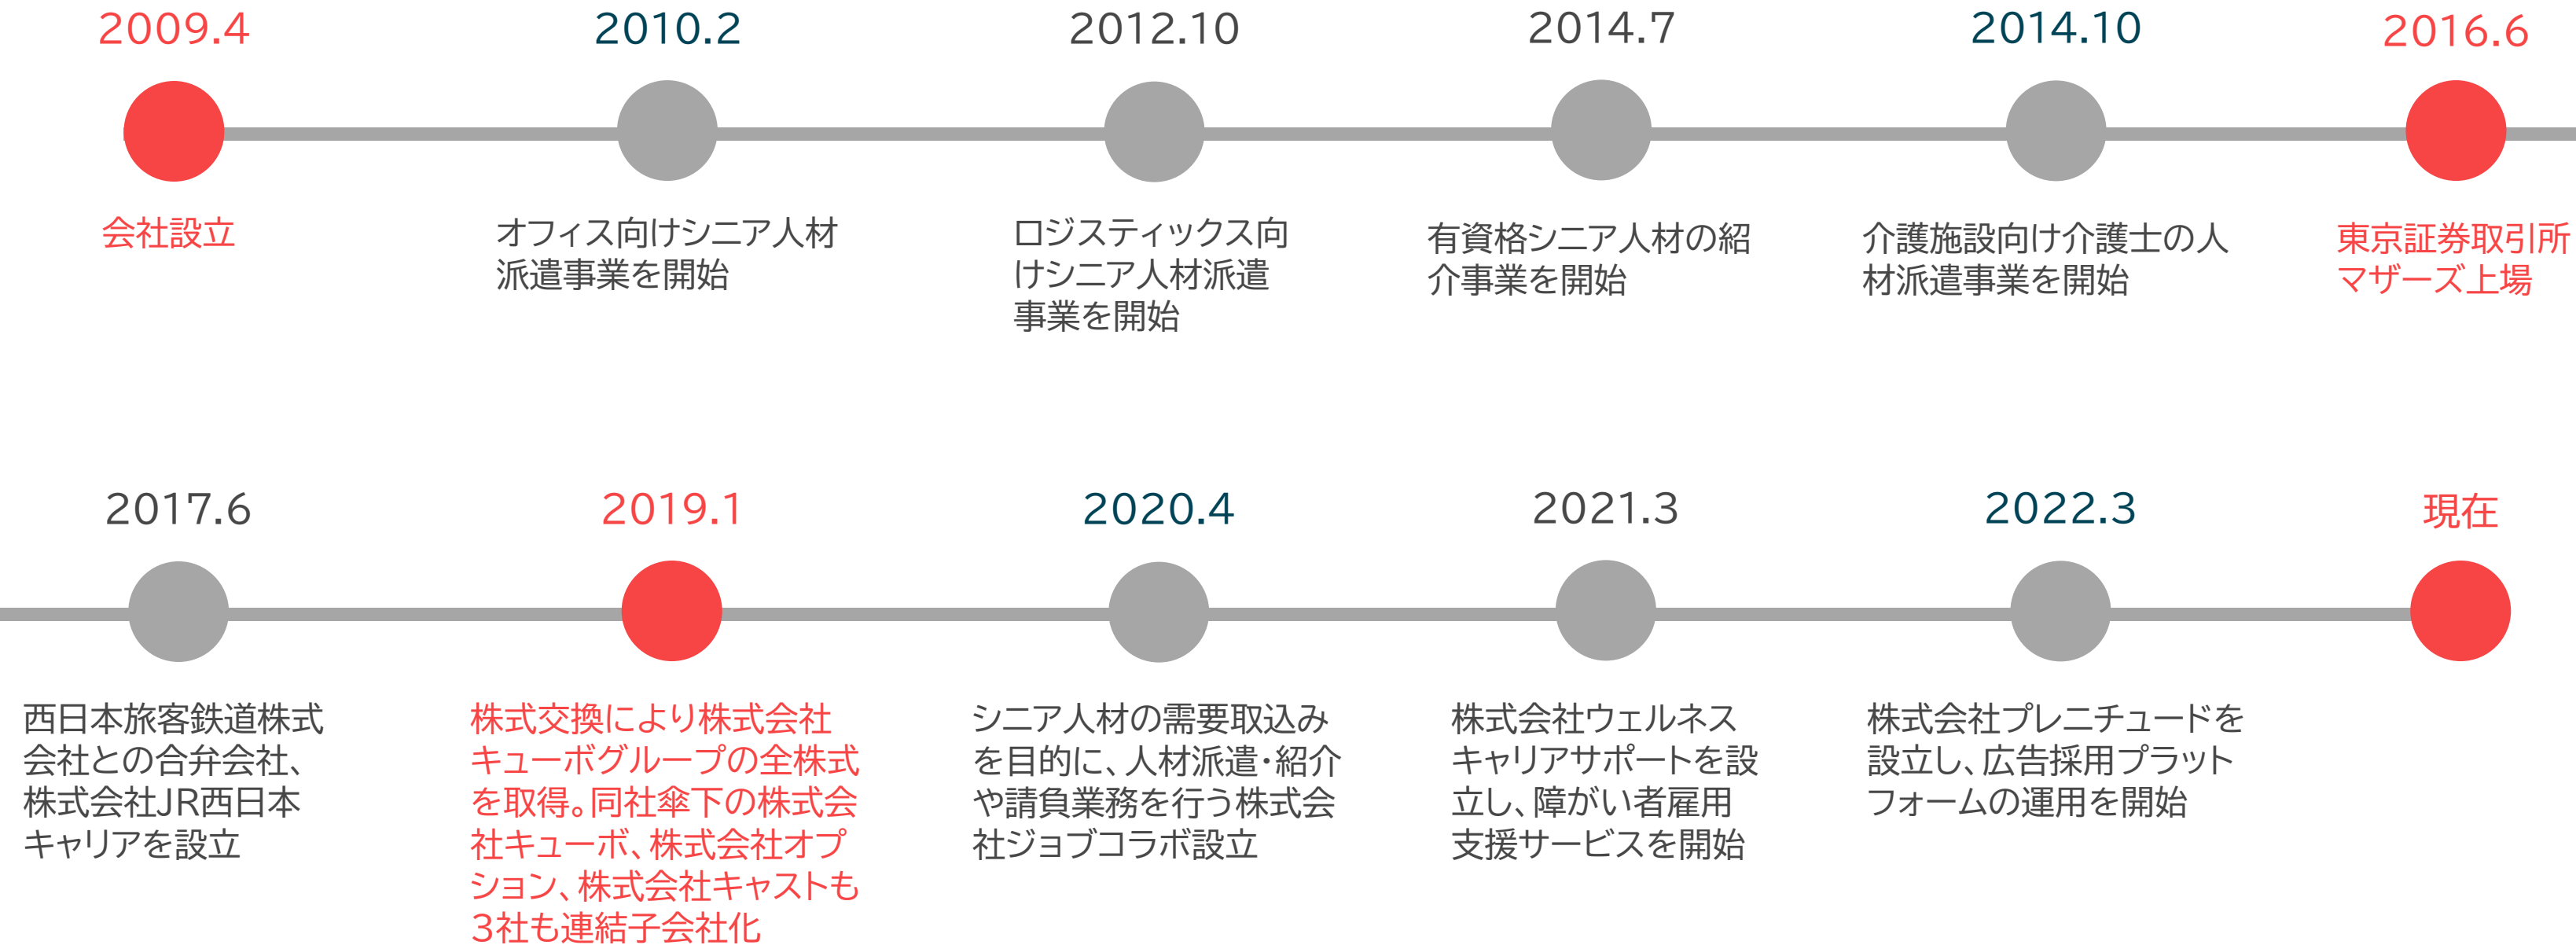 2009.4
会社設立
2010.2
オフィス向けシニア人材
派遣事業を開始
2012.10
ロジスティックス向
けシニア人材派遣
事業を開始
2014.7
有資格シニア人材の紹
介事業を開始
2014.10
介護施設向け介護士の人
材派遣事業を開始
2016.6
東京証券取引所
マザーズ上場
2017.6
西日本旅客鉄道株式
会社との合弁会社、
株式会社JR西日本
キャリアを設立
2019.1
株式交換により株式会社
キューボグループの全株式
を取得。同社傘下の株式会
社キューボ、株式会社オプ
ション、株式会社キャストも
3社も連結子会社化
2020.4
シニア人材の需要取込み
を目的に、人材派遣・紹介
や請負業務を行う株式会
社ジョブコラボ設立
2021.3
株式会社ウェルネス
キャリアサポートを設
立し、障がい者雇用
支援サービスを開始
2022.3
株式会社プレニチュードを
設立し、広告採用プラット
フォームの運用を開始
現在